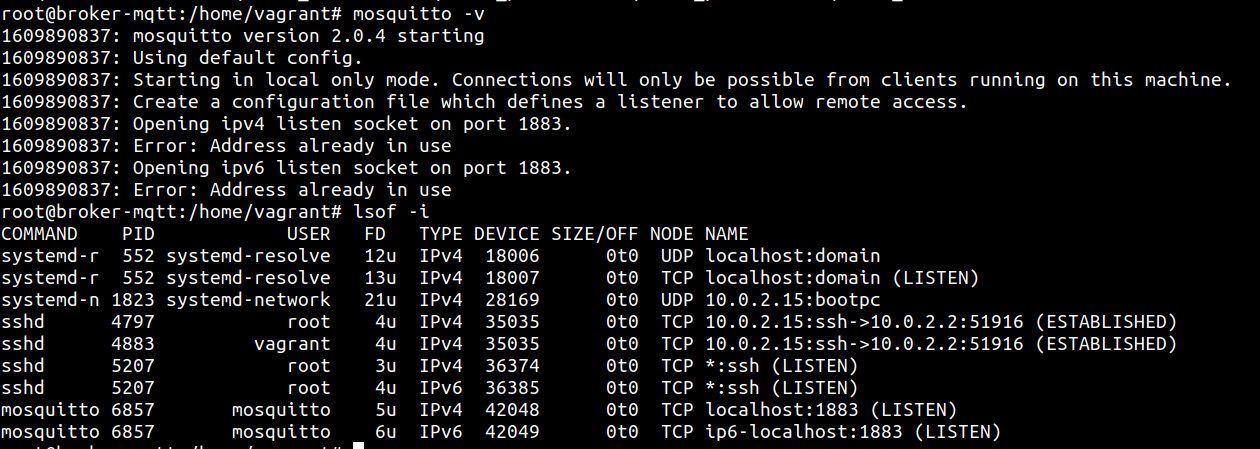 root@broker-mqtt:/home/vagrant# mosquitto -v
1609890837: mosquitto version 2.0.4 starting
1609890837: Using default config.
1609890837: Starting in local only mode. Connections will only be possible from clients running on this machine.
1609890837: Create a configuration file which defines a listener to allow remote access.
1609890837: Opening ipv4 listen socket on port 1883.
1609890837: Error: Address already in use
1609890837: Opening ipv6 listen socket on port 1883.
1609890837: Error: Address already in use
root@broker-mqtt:/home/vagrant# lsof -i
COMMAND    PID            USER   FD   TYPE DEVICE SIZE/OFF NODE NAME
systemd-r  552 systemd-resolve   12u  IPv4  18006      0t0  UDP localhost:domain
systemd-r  552 systemd-resolve   13u  IPv4  18007      0t0  TCP localhost:domain (LISTEN)
systemd-n 1823 systemd-network   21u  IPv4  28169      0t0  UDP 10.0.2.15:bootpc
sshd      4797            root    4u  IPv4  35035      0t0  TCP 10.0.2.15:ssh->10.0.2.2:51916 (ESTABLISHED)
sshd      4883         vagrant    4u  IPv4  35035      0t0  TCP 10.0.2.15:ssh->10.0.2.2:51916 (ESTABLISHED)
sshd      5207            root    3u  IPv4  36374      0t0  TCP *:ssh (LISTEN)
sshd      5207            root    4u  IPv6  36385      0t0  TCP *:ssh (LISTEN)
mosquitto 6857       mosquitto    5u  IPv4  42048      0t0  TCP localhost:1883 (LISTEN)
mosquitto 6857       mosquitto    6u  IPv6  42049      0t0  TCP ip6-localhost:1883 (LISTEN)
root@broker-mqtt:/home/vagrant#